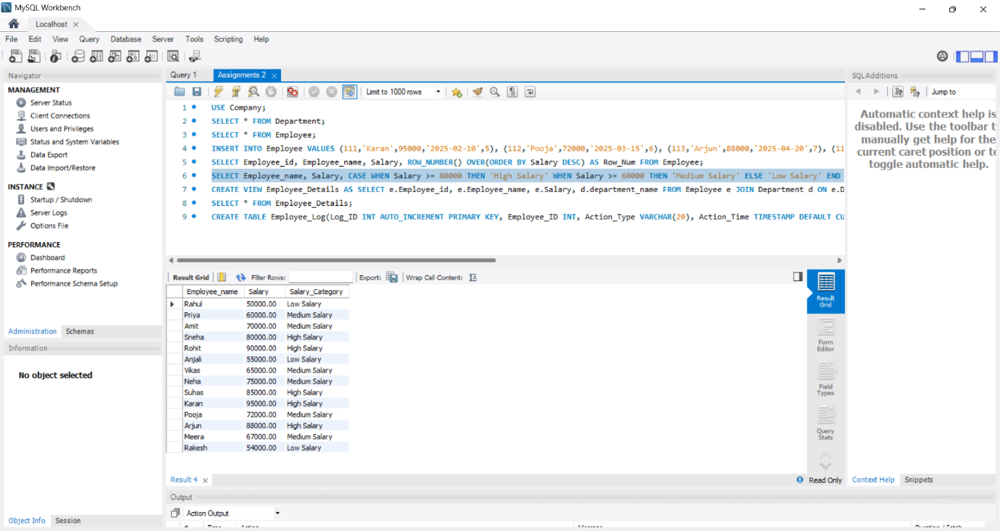 MySQL Workbench
Localhost
File Edit View Query Database Server Tools Scripting Help
Navigator
MANAGEMENT
Server Status
Client Connections
Users and Privileges
Status and System Variables
Data Export
Data Import/Restore
INSTANCE
Startup / Shutdown
Server Logs
Options File
PERFORMANCE
Dashboard
Performance Reports
Performance Schema Setup
Administration Schemas
Information
No object selected
Object Info Session
Query 1 Assignments 2
Limit to 1000 rows
1 USE Company;
2 SELECT * FROM Department;
3 SELECT * FROM Employee;
4 INSERT INTO Employee VALUES (111,'Karan',95000,'2025-02-10',5), (112,'Pooja',72000,'2025-03-15',6), (113,'Arjun',88000,'2025-04-20',7), (11
5 SELECT Employee_id, Employee_name, Salary, ROW_NUMBER() OVER(ORDER BY Salary DESC) AS Row_Num FROM Employee;
6 SELECT Employee_name, Salary, CASE WHEN Salary >= 80000 THEN 'High Salary' WHEN Salary >= 60000 THEN 'Medium Salary' ELSE 'Low Salary' END
7 CREATE VIEW Employee_Details AS SELECT e.Employee_id, e.Employee_name, e.Salary, d.department_name FROM Employee e JOIN Department d ON e.D
8 SELECT * FROM Employee_Details;
9 CREATE TABLE Employee_Log(Log_ID INT AUTO_INCREMENT PRIMARY KEY, Employee_ID INT, Action_Type VARCHAR(20), Action_Time TIMESTAMP DEFAULT CU
Result Grid Filter Rows: Export: Wrap Cell Content:
Employee_name Salary Salary_Category
Rahul 50000.00 Low Salary
Priya 60000.00 Medium Salary
Amit 70000.00 Medium Salary
Sneha 80000.00 High Salary
Rohit 90000.00 High Salary
Anjali 55000.00 Low Salary
Vikas 65000.00 Medium Salary
Neha 75000.00 Medium Salary
Suhas 85000.00 High Salary
Karan 95000.00 High Salary
Pooja 72000.00 Medium Salary
Arjun 88000.00 High Salary
Meera 67000.00 Medium Salary
Rakesh 54000.00 Low Salary
Result
Grid
Form
Editor
Field
Types
Query
Stats
Result 4 Read Only
Output
Action Output
# Time Action Message Duration / Fetch
SQLAdditions
Jump to
Automatic context help is
disabled. Use the toolbar t
manually get help for the
current caret position or to
toggle automatic help.
Context Help Snippets